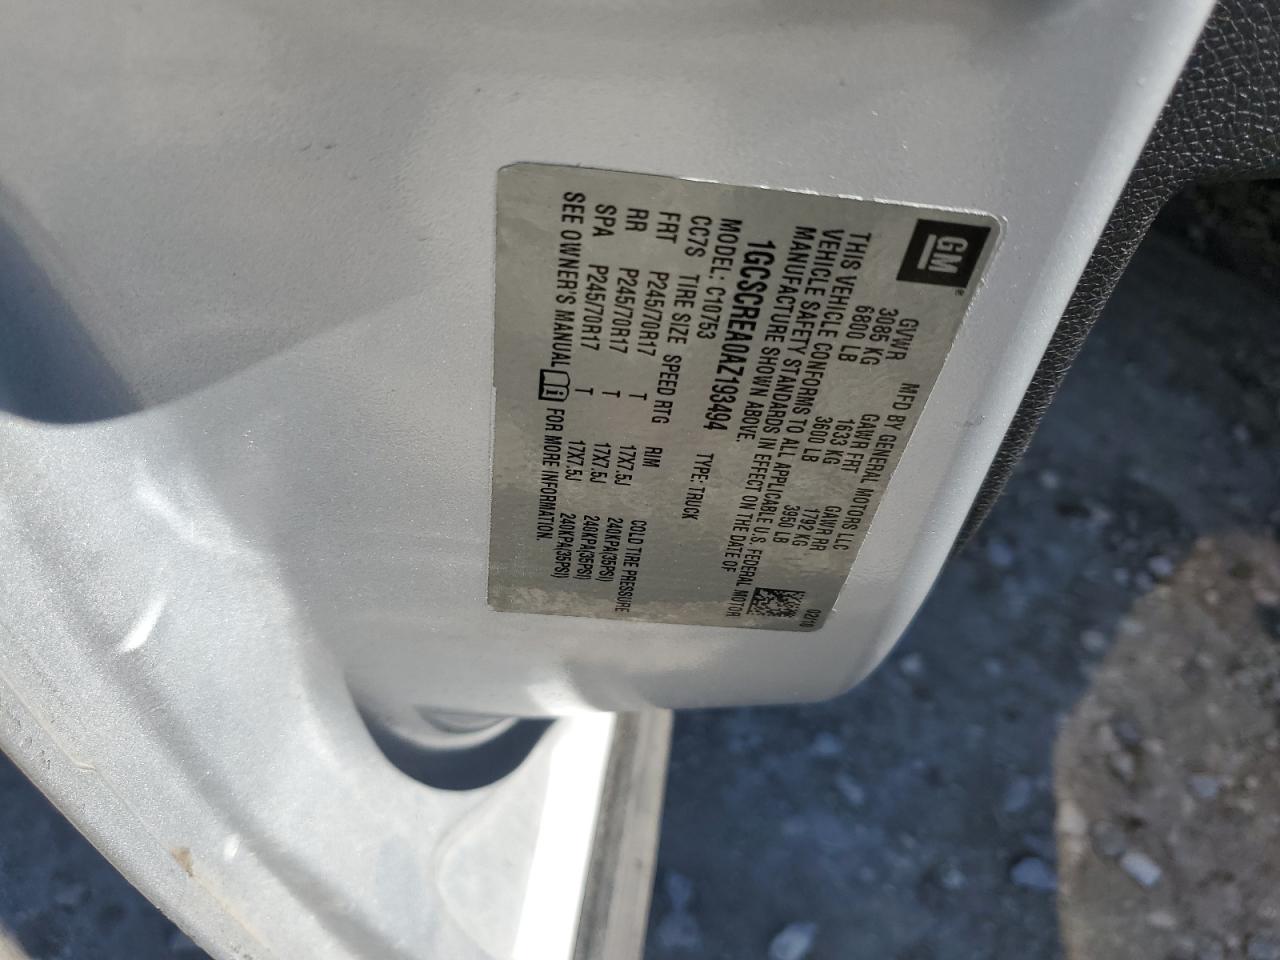 GM®
MFD BY GENERAL MOTORS LLC 02/10
GVWR GAWR FRT GAWR RR
3085 KG 1633 KG 1792 KG
6800 LB 3600 LB 3950 LB
THIS VEHICLE CONFORMS TO ALL APPLICABLE U.S. FEDERAL MOTOR
VEHICLE SAFETY STANDARDS IN EFFECT ON THE DATE OF
MANUFACTURE SHOWN ABOVE.
1GCSCREA0AZ193494 TYPE: TRUCK
MODEL: C10753
CC7S TIRE SIZE SPEED RTG RIM COLD TIRE PRESSURE
FRT P245/70R17 T 17X7.5J 240KPA(35PSI)
RR P245/70R17 T 17X7.5J 240KPA(35PSI)
SPA P245/70R17 T 17X7.5J 240KPA(35PSI)
SEE OWNER'S MANUAL i FOR MORE INFORMATION.